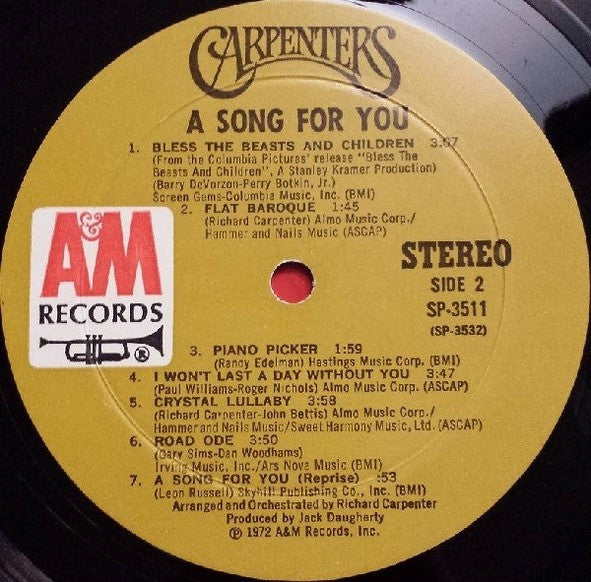 CARPENTERS
A SONG FOR YOU
1. BLESS THE BEASTS AND CHILDREN 3:07
(From the Columbia Pictures' release "Bless The
Beasts And Children", A Stanley Kramer Production)
(Barry DeVorzon-Perry Botkin, Jr.)
Screen Gems-Columbia Music, Inc. (BMI)
2. FLAT BAROQUE 1:45
(Richard Carpenter) Almo Music Corp./
Hammer and Nails Music (ASCAP)
A&M
RECORDS
®
STEREO
SIDE 2
SP-3511
(SP-3532)
3. PIANO PICKER 1:59
(Randy Edelman) Hastings Music Corp. (BMI)
4. I WON'T LAST A DAY WITHOUT YOU 3:47
(Paul Williams-Roger Nichols) Almo Music Corp. (ASCAP)
5. CRYSTAL LULLABY 3:58
(Richard Carpenter-John Bettis) Almo Music Corp./
Hammer and Nails Music/Sweet Harmony Music, Ltd. (ASCAP)
6. ROAD ODE 3:50
(Gary Sims-Dan Woodhams)
Irving Music, Inc./Ars Nova Music (BMI)
7. A SONG FOR YOU (Reprise) :53
(Leon Russell) Skyhill Publishing Co., Inc. (BMI)
Arranged and Orchestrated by Richard Carpenter
Produced by Jack Daugherty
℗ 1972 A&M Records, Inc.